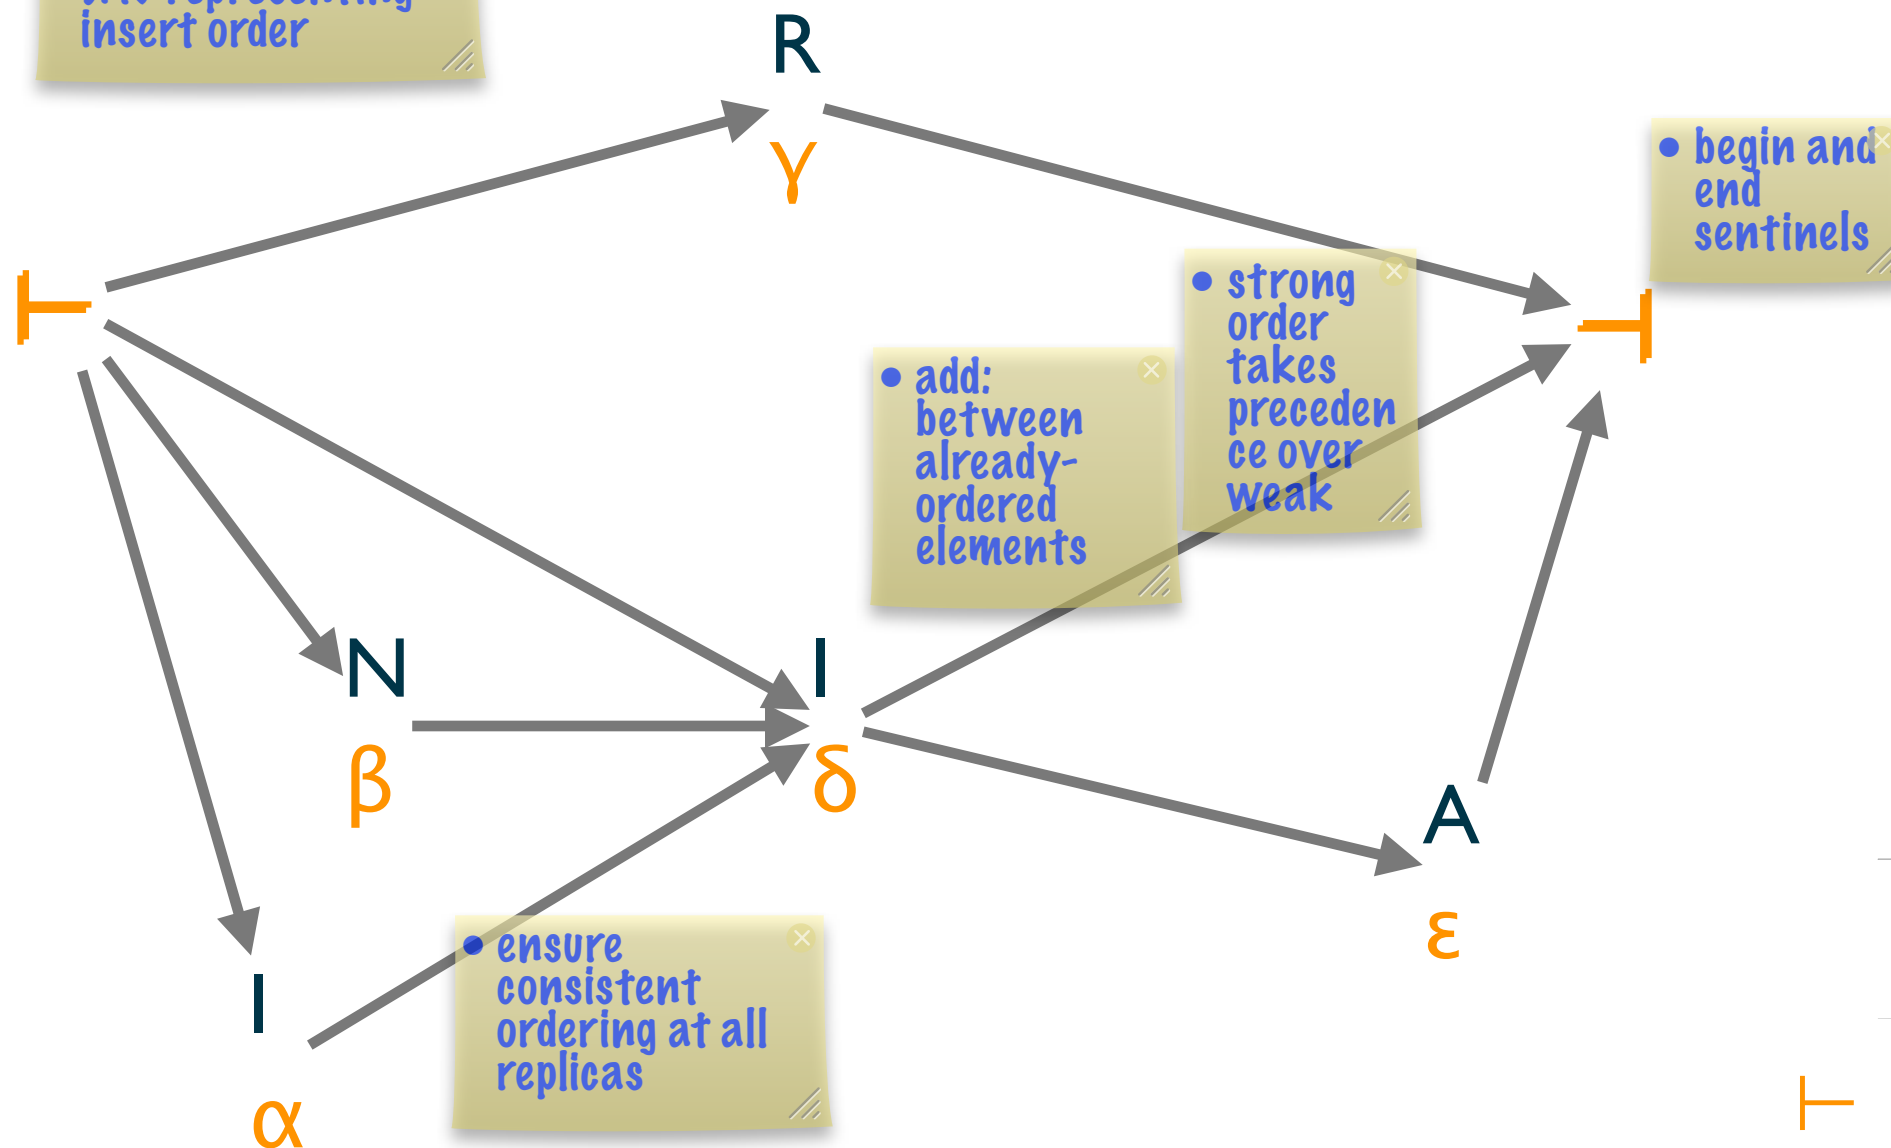 insert order
R
γ
• begin and
end
sentinels
⊢
⊣
• strong
order
takes
preceden
ce over
weak
• add:
between
already-
ordered
elements
N
β
I
δ
A
ε
I
α
• ensure
consistent
ordering at all
replicas
⊢